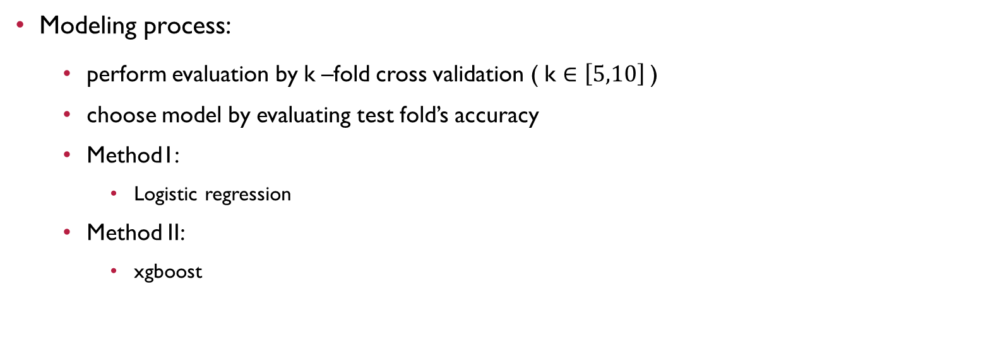 • Modeling process:
• perform evaluation by k –fold cross validation ( k ∈ [5,10] )
• choose model by evaluating test fold’s accuracy
• Method I:
• Logistic regression
• Method II:
• xgboost